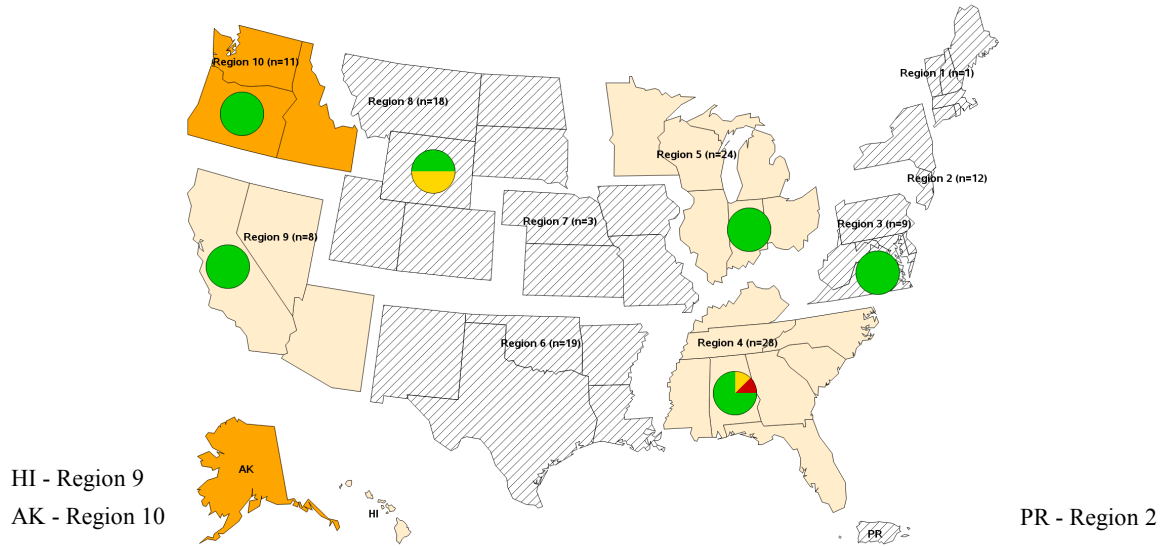 Region 10 (n=11)
Region 1 (n=1)
Region 8 (n=18)
Region 5 (n=24)
Region 2 (n=12)
Region 7 (n=3)
Region 3 (n=9)
Region 9 (n=8)
Region 6 (n=19)
Region 4 (n=28)
AK
HI - Region 9
HI
AK - Region 10
PR - Region 2
PR